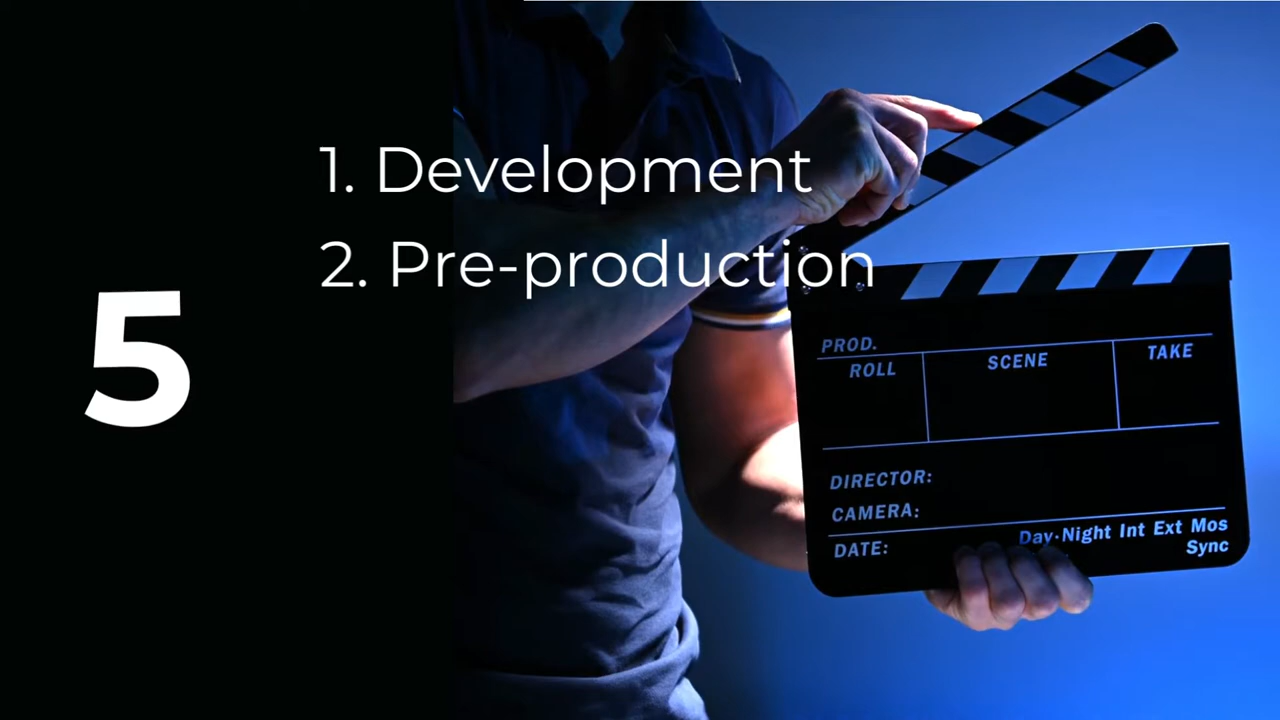 5
1. Development
2. Pre-production
PROD.
ROLL
SCENE
TAKE
DIRECTOR:
CAMERA:
DATE:
Day·Night Int Ext Mos
Sync